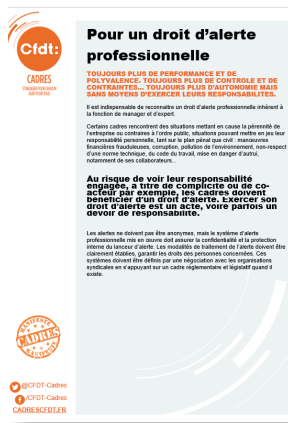 Cfdt:
CADRES
S'ENGAGER POUR CHACUN
AGIR POUR TOUS
Pour un droit d'alerte
professionnelle
TOUJOURS PLUS DE PERFORMANCE ET DE
POLYVALENCE. TOUJOURS PLUS DE CONTROLE ET DE
CONTRAINTES... TOUJOURS PLUS D'AUTONOMIE MAIS
SANS MOYENS D'EXERCER LEURS RESPONSABILITES.
Il est indispensable de reconnaitre un droit d'alerte professionnelle inhérent à
la fonction de manager et d'expert.
Certains cadres rencontrent des situations mettant en cause la pérennité de
l'entreprise ou contraires à l'ordre public, situations pouvant mettre en jeu leur
responsabilité personnelle, tant sur le plan pénal que civil : manœuvres
financières frauduleuses, corruption, pollution de l'environnement, non-respect
d'une norme technique, du code du travail, mise en danger d'autrui,
notamment de ses collaborateurs...
Au risque de voir leur responsabilité
engagée, a titre de complicité ou de co-
acteur par exemple, les cadres doivent
bénéficier d'un droit d'alerte. Exercer son
droit d'alerte est un acte, voire parfois un
devoir de responsabilité.
Les alertes ne doivent pas être anonymes, mais le système d'alerte
professionnelle mis en œuvre doit assurer la confidentialité et la protection
interne du lanceur d'alerte. Les modalités de traitement de l'alerte doivent être
clairement établies, garantir les droits des personnes concernées. Ces
systèmes doivent être définis par une négociation avec les organisations
syndicales en s'appuyant sur un cadre réglementaire et législatif quand il
existe.
MANIFESTE
CADRES
MANIFESTE
@CFDT-Cadres
/CFDT-Cadres
CADRESCFDT.FR